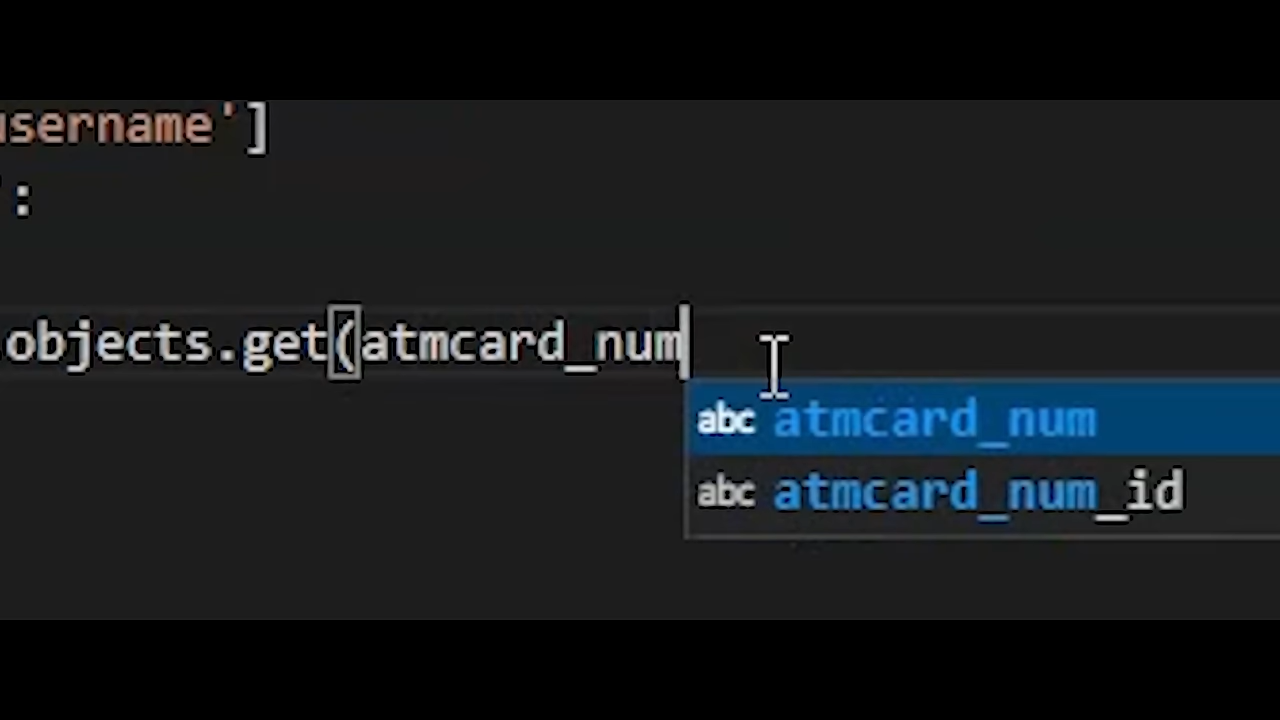 username']
':
.objects.get(atmcard_num
abc atmcard_num
abc atmcard_num_id